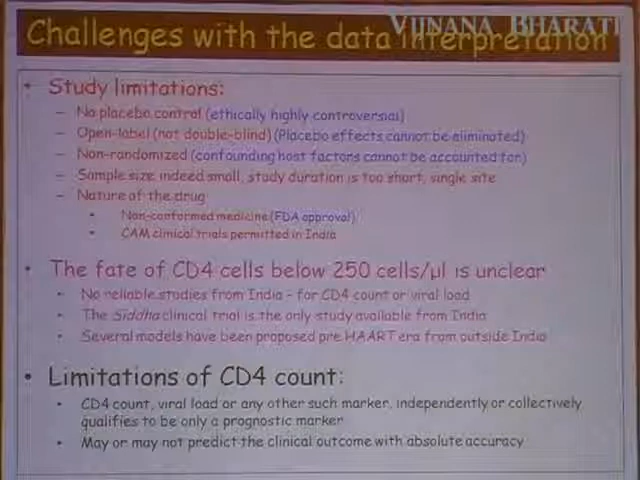 VIJNANA BHARATI
Challenges with the data interpretation
• Study limitations:
– No placebo control (ethically highly controversial)
– Open-label (not double-blind) (Placebo effects cannot be eliminated)
– Non-randomized (confounding host factors cannot be accounted for)
– Sample size indeed small, study duration is too short, single site
– Nature of the drug
• Non-conformed medicine (FDA approval)
• CAM clinical trials permitted in India
• The fate of CD4 cells below 250 cells/µl is unclear
• No reliable studies from India – for CD4 count or viral load
• The Siddha clinical trial is the only study available from India
• Several models have been proposed pre HAART era from outside India
• Limitations of CD4 count:
• CD4 count, viral load or any other such marker, independently or collectively
qualifies to be only a prognostic marker
• May or may not predict the clinical outcome with absolute accuracy